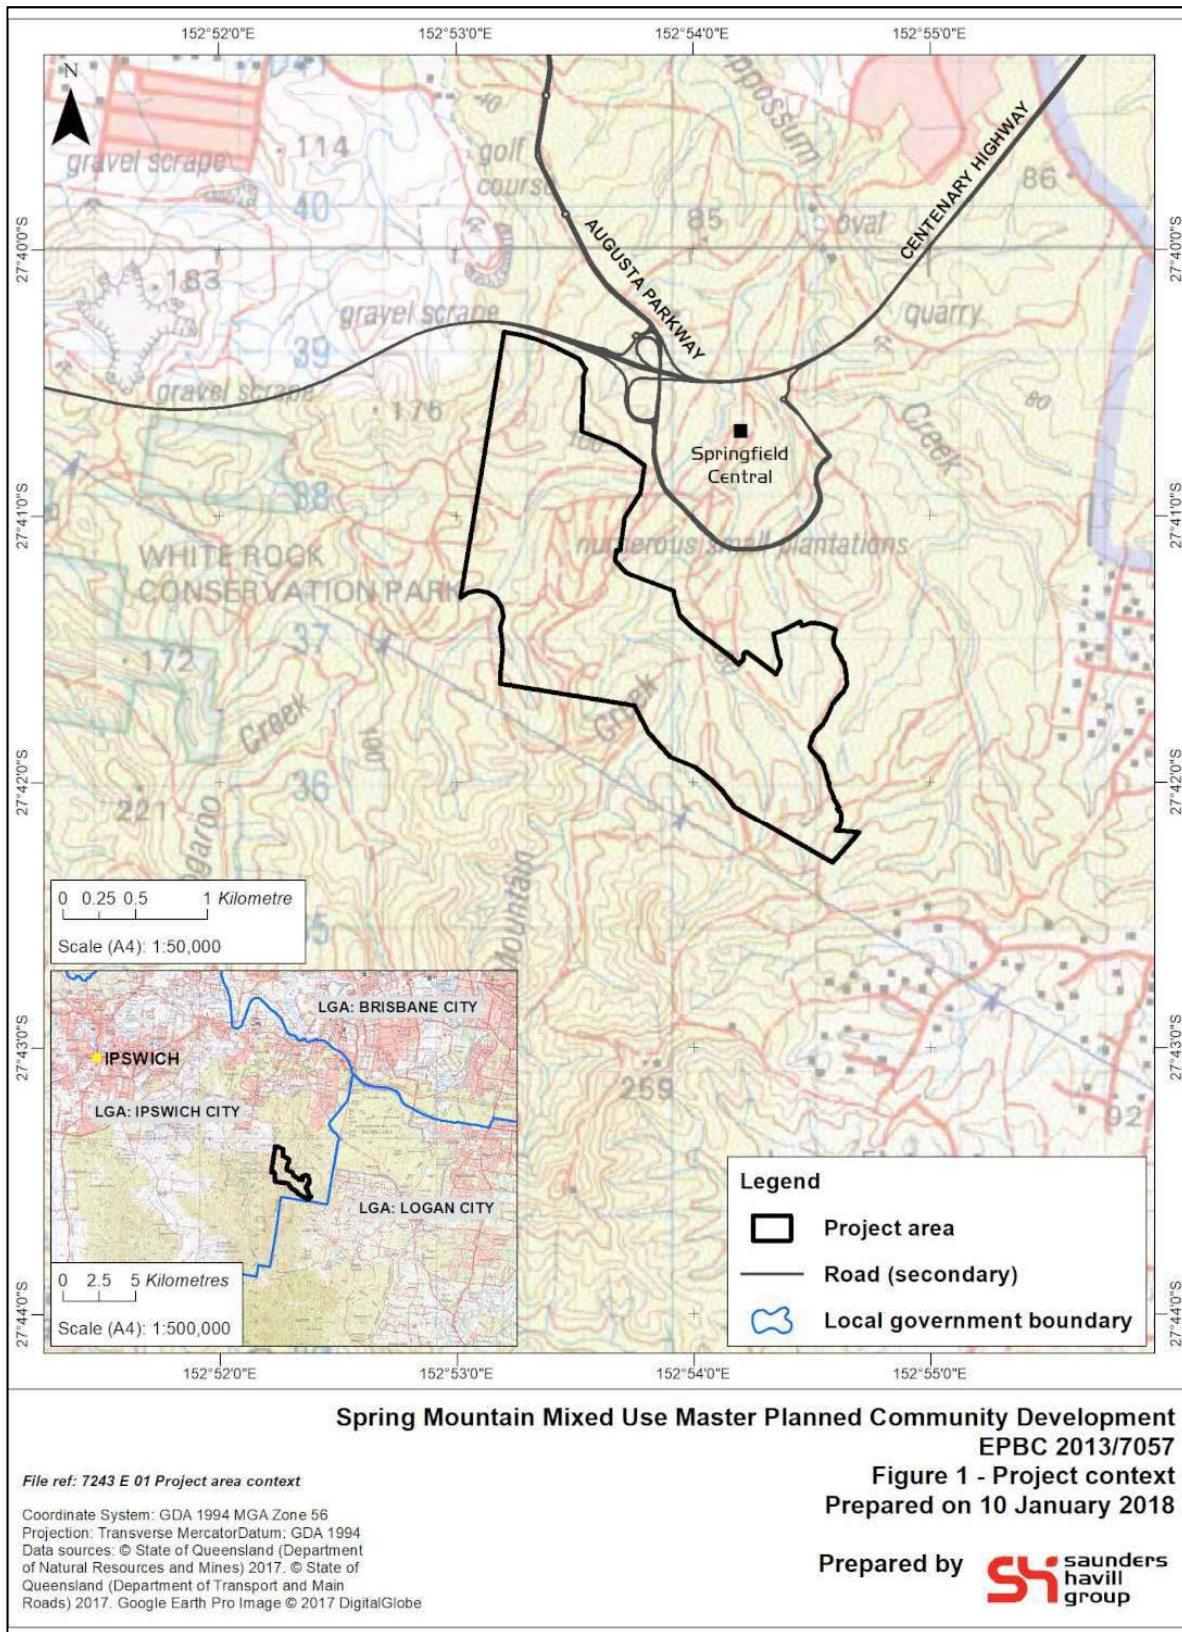 152°52'0"E 152°53'0"E 152°54'0"E 152°55'0"E
N
gravel scrape
114
40
golf
course
40
possum
CENTENARY HIGHWAY
86
85
oval
AUGUSTA PARKWAY
27°40'0"S 27°40'0"S
183
gravel scrape
39
gravel scrape
175
quarry
80
Creek
Springfield
Central
38
27°41'0"S 27°41'0"S
numerous small plantations
WHITE ROCK
CONSERVATION PARK
37
172
Creek
Creek
27°42'0"S 27°42'0"S
36
221
Mountain
0 0.25 0.5 1 Kilometre
Scale (A4): 1:50,000
27°43'0"S 27°43'0"S
259
92
LGA: BRISBANE CITY
IPSWICH
LGA: IPSWICH CITY
LGA: LOGAN CITY
0 2.5 5 Kilometres
Scale (A4): 1:500,000
Legend
Project area
Road (secondary)
Local government boundary
27°44'0"S 27°44'0"S
152°52'0"E 152°53'0"E 152°54'0"E 152°55'0"E
Spring Mountain Mixed Use Master Planned Community Development
EPBC 2013/7057
Figure 1 - Project context
Prepared on 10 January 2018
File ref: 7243 E 01 Project area context
Coordinate System: GDA 1994 MGA Zone 56
Projection: Transverse MercatorDatum: GDA 1994
Data sources: © State of Queensland (Department
of Natural Resources and Mines) 2017. © State of
Queensland (Department of Transport and Main
Roads) 2017. Google Earth Pro Image © 2017 DigitalGlobe
Prepared by
saunders
havill
group